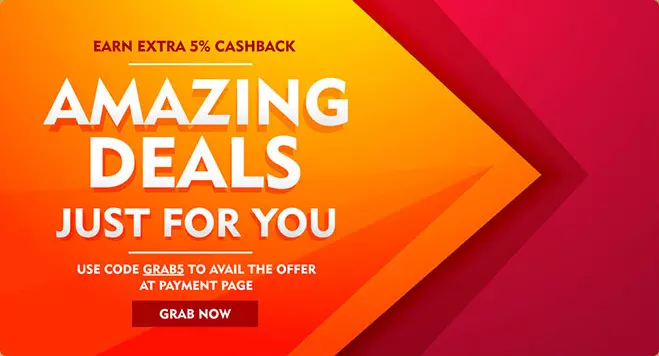 EARN EXTRA 5% CASHBACK
AMAZING
DEALS
JUST FOR YOU
USE CODE GRAB5 TO AVAIL THE OFFER
AT PAYMENT PAGE
GRAB NOW